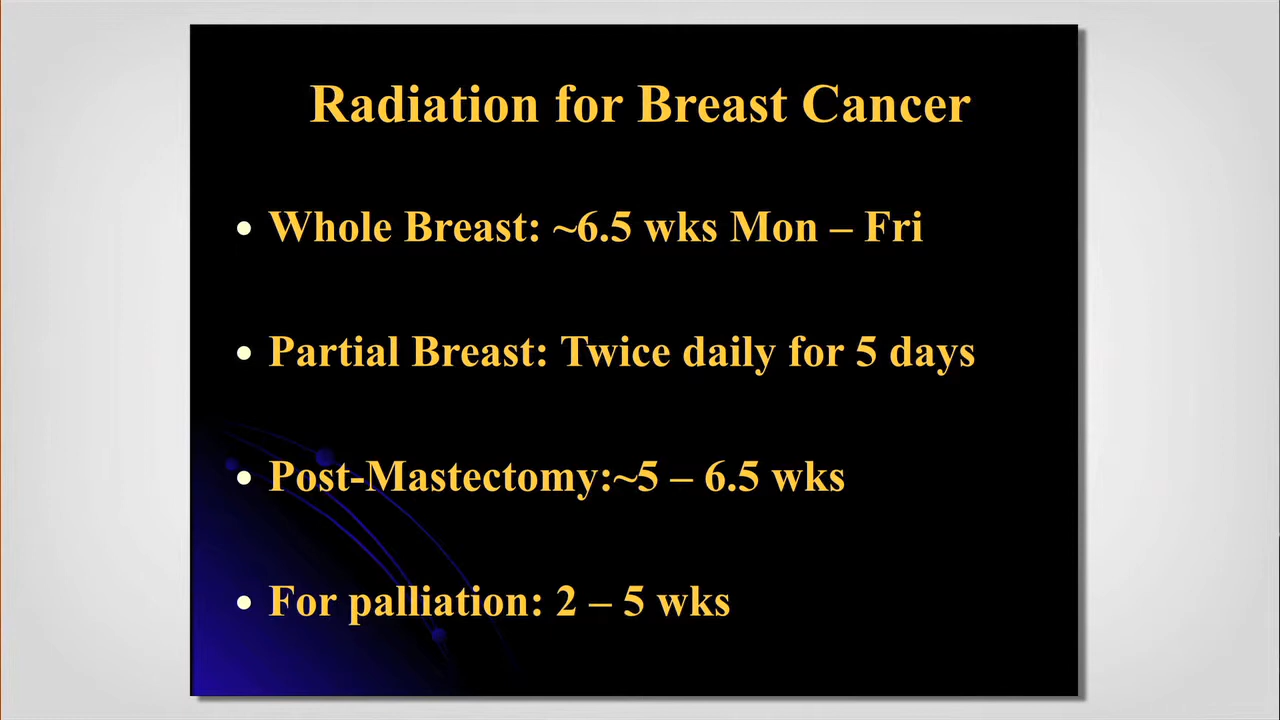 Radiation for Breast Cancer
• Whole Breast: ~6.5 wks Mon – Fri
• Partial Breast: Twice daily for 5 days
• Post-Mastectomy:~5 – 6.5 wks
• For palliation: 2 – 5 wks